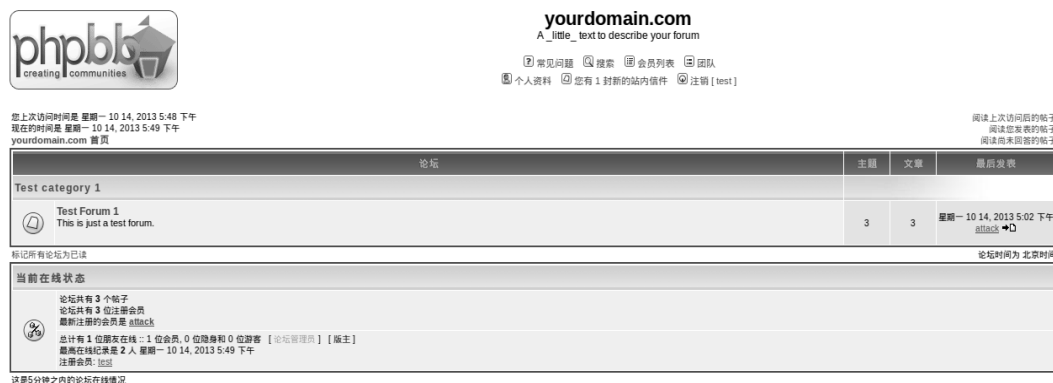 phpbb
creating communities
yourdomain.com
A _little_ text to describe your forum
常见问题 搜索 会员列表 团队
个人资料 您有 1 封新的站内信件 注销 [ test ]
您上次访问时间是 星期一 10 14, 2013 5:48 下午
现在的时间是 星期一 10 14, 2013 5:49 下午
yourdomain.com 首页
阅读上次访问后的帖子
阅读您发表的帖子
阅读尚未回答的帖子
论坛 主题 文章 最后发表
Test category 1
Test Forum 1
This is just a test forum.
3 3
星期一 10 14, 2013 5:02 下午
attack
标记所有论坛为已读
论坛时间为 北京时间
当前在线状态
论坛共有 3 个帖子
论坛共有 3 位注册会员
最新注册的会员是 attack
总计有 1 位朋友在线 :: 1 位会员, 0 位隐身和 0 位游客 [ 论坛管理员 ] [ 版主 ]
最高在线纪录是 2 人 星期一 10 14, 2013 5:49 下午
注册会员: test
这是5分钟之内的论坛在线情况